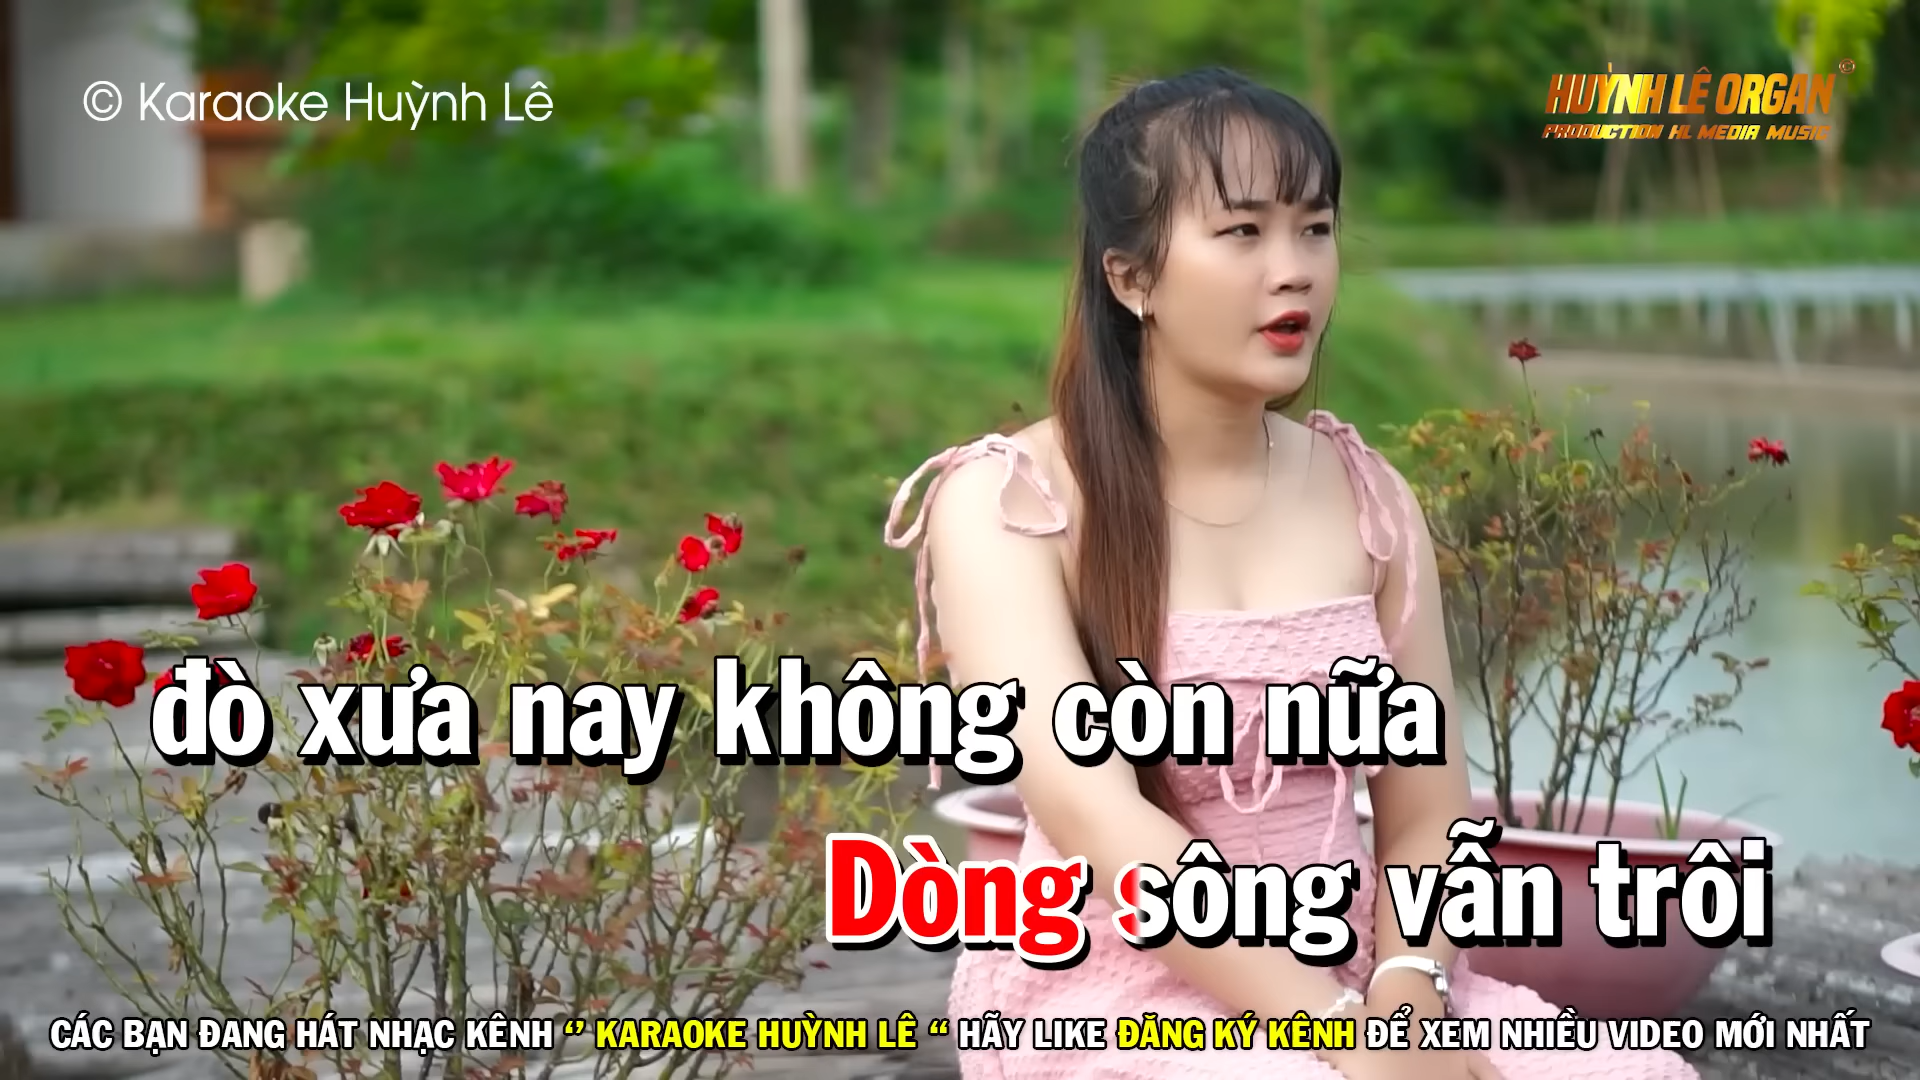 © Karaoke Huỳnh Lê
HUỲNH LÊ ORGAN ©
PRODUCTION HL MEDIA MUSIC
đò xưa nay không còn nữa
Dòng sông vẫn trôi
CÁC BẠN ĐANG HÁT NHẠC KÊNH “ KARAOKE HUỲNH LÊ “ HÃY LIKE ĐĂNG KÝ KÊNH ĐỂ XEM NHIỀU VIDEO MỚI NHẤT